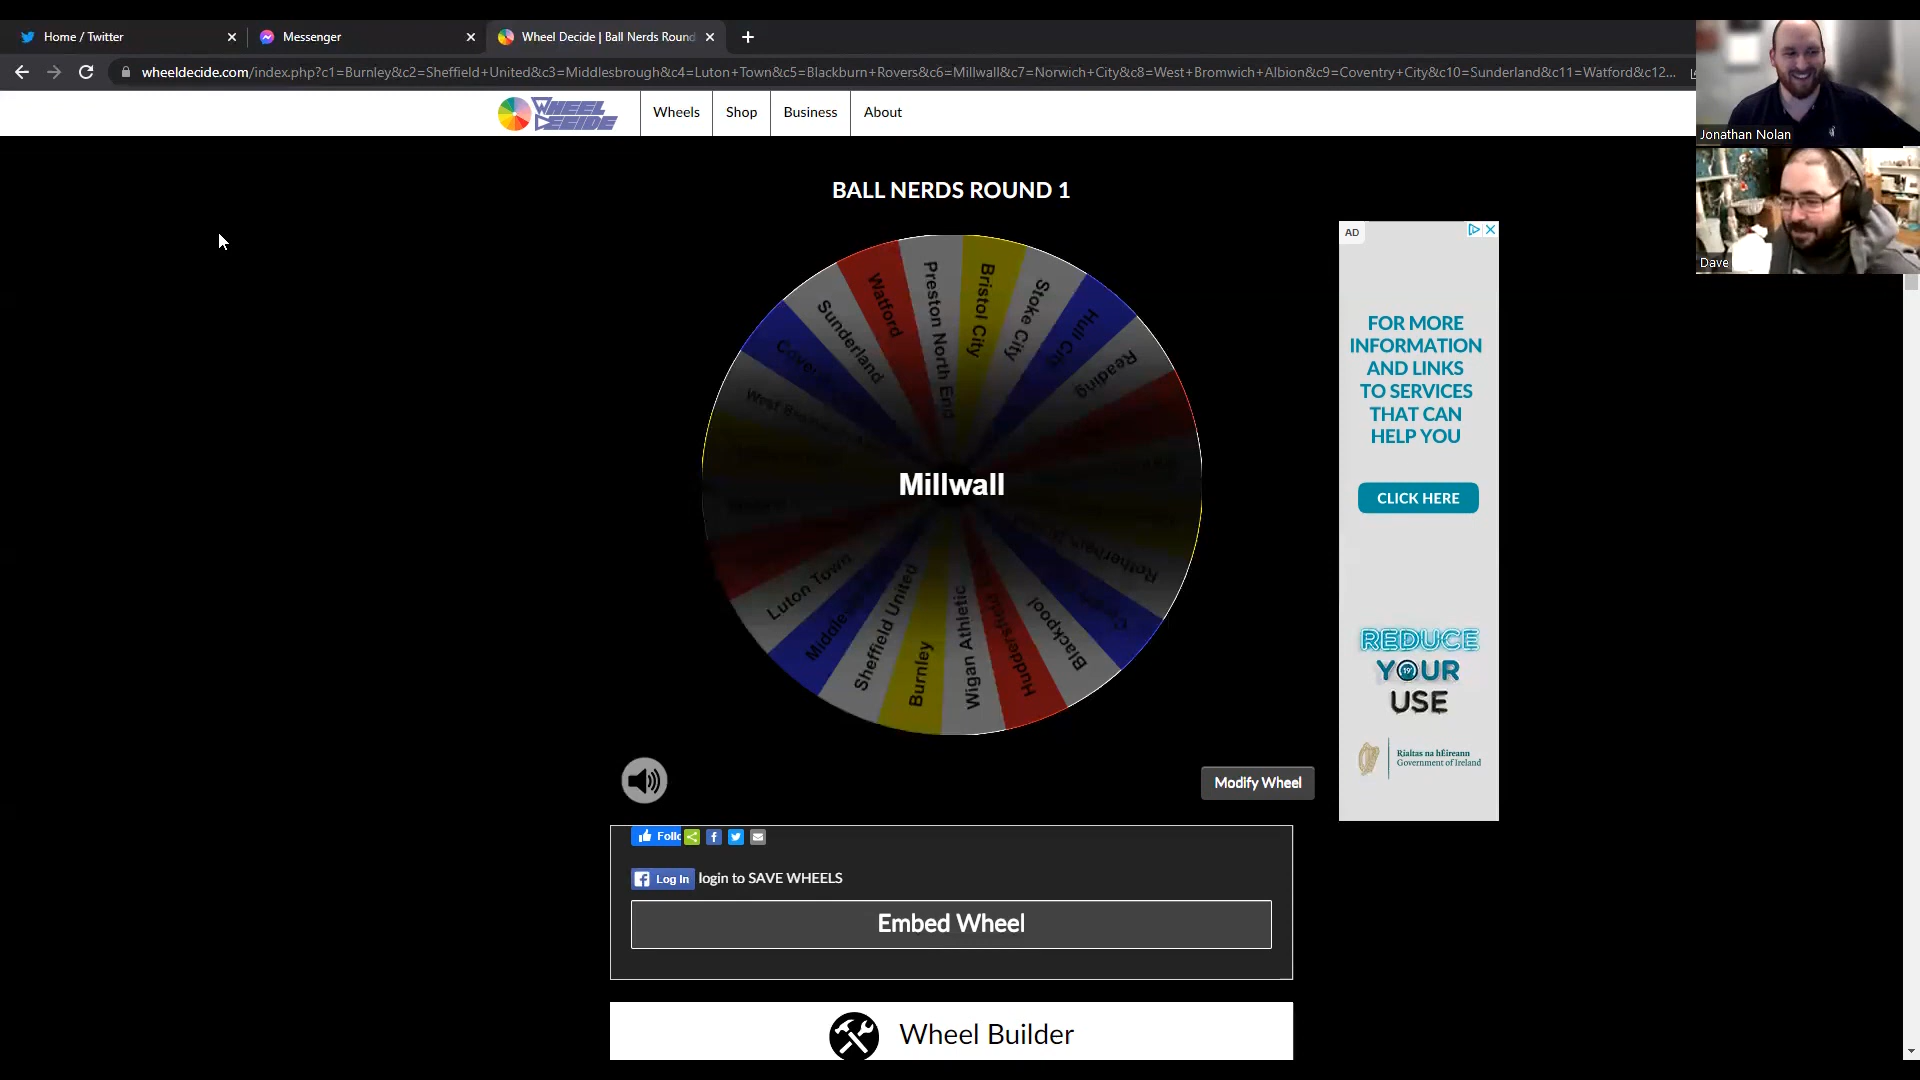 Home / Twitter
Messenger
Wheel Decide | Ball Nerds Round
wheeldecide.com/index.php?c1=Burnley&c2=Sheffield+United&c3=Middlesbrough&c4=Luton+Town&c5=Blackburn+Rovers&c6=Millwall&c7=Norwich+City&c8=West+Bromwich+Albion&c9=Coventry+City&c10=Sunderland&c11=Watford&c12...
WHEEL DECIDE
Wheels
Shop
Business
About
Jonathan Nolan
Dave
BALL NERDS ROUND 1
Watford
Preston North End
Bristol City
Stoke City
Hull City
Reading
Sunderland
Millwall
Luton Town
Sheffield United
Burnley
Wigan Athletic
Huddersfield
Blackpool
Rotherham
AD
FOR MORE
INFORMATION
AND LINKS
TO SERVICES
THAT CAN
HELP YOU
CLICK HERE
REDUCE
YOUR
USE
Rialtas na hÉireann
Government of Ireland
Modify Wheel
Follo
Log In login to SAVE WHEELS
Embed Wheel
Wheel Builder